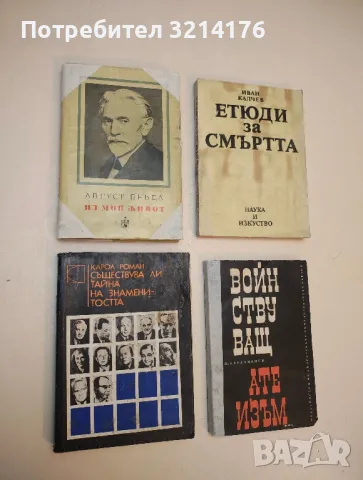 Потребител 3214176
АВГУСТ БЕБЕЛ
ИЗ МОЯ ЖИВОТ
ИВАН
КАЛЧЕВ
ЕТЮДИ
за
СМЪРТТА
НАУКА
И
ИЗКУСТВО
КАРОЛ РОМАН
СЪЩЕСТВУВА ЛИ
ТАЙНА
НА ЗНАМЕНИ-
ТОСТТА
ВОЙН
СТВУ
ВАЩ
АТЕ
ИЗЪМ
BAZAR